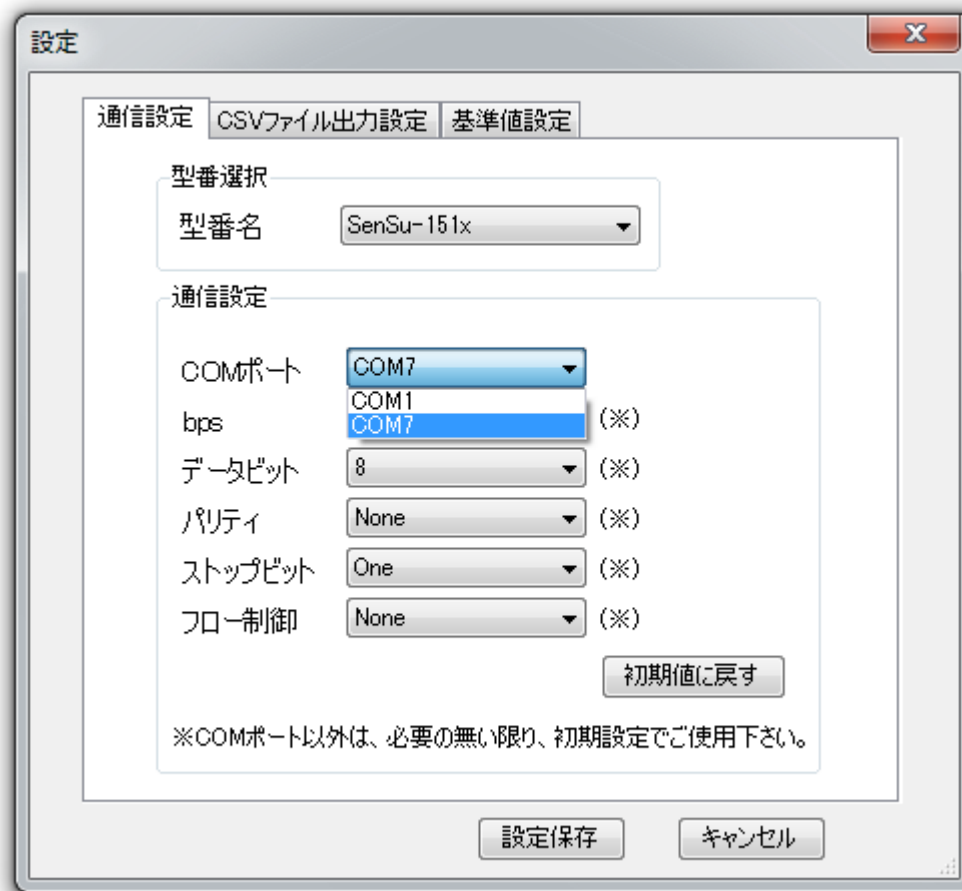 設定
通信設定 CSVファイル出力設定 基準値設定
型番選択
型番名 SenSu-151x
通信設定
COMポート COM7
COM1
bps COM7 (※)
データビット 8 (※)
パリティ None (※)
ストップビット One (※)
フロー制御 None (※)
初期値に戻す
※COMポート以外は、必要の無い限り、初期設定でご使用下さい。
設定保存 キャンセル